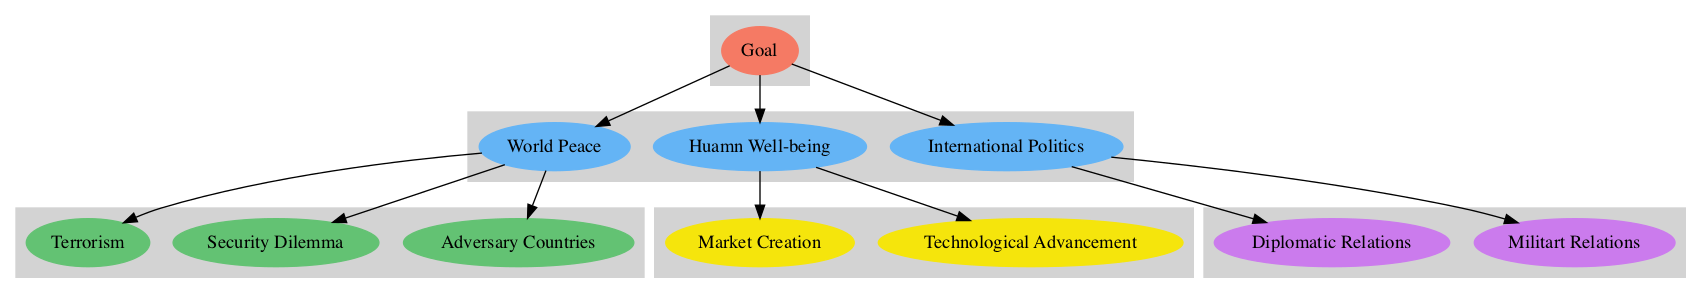 Goal
World Peace
Huamn Well-being
International Politics
Terrorism
Security Dilemma
Adversary Countries
Market Creation
Technological Advancement
Diplomatic Relations
Militart Relations